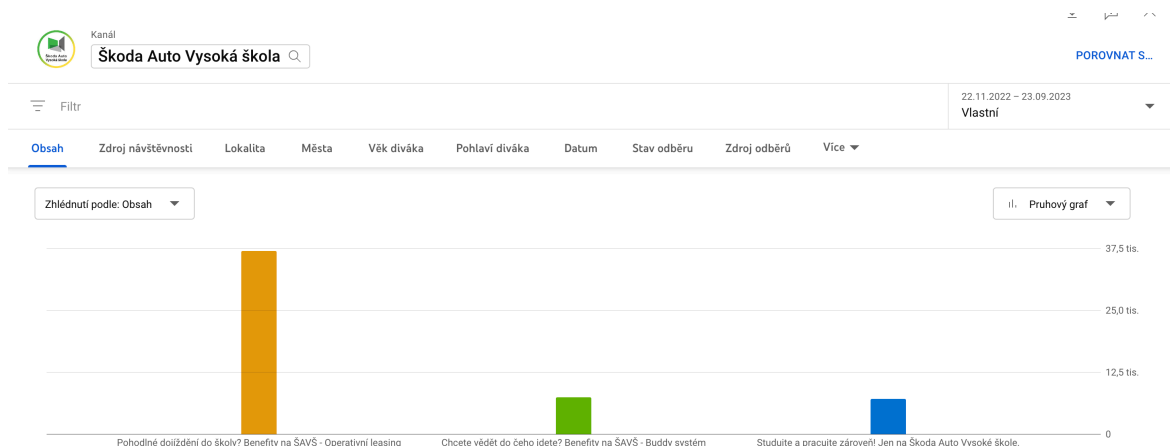 Kanál
Škoda Auto Vysoká škola
POROVNAT S…
Filtr
22.11.2022 – 23.09.2023
Vlastní
Obsah Zdroj návštěvnosti Lokalita Města Věk diváka Pohlaví diváka Datum Stav odběru Zdroj odběrů Více
Zhlédnutí podle: Obsah
Pruhový graf
37,5 tis.
25,0 tis.
12,5 tis.
0
Pohodlné dojíždění do školy? Benefity na ŠAVŠ - Operativní leasing
Chcete vědět do čeho jdete? Benefity na ŠAVŠ - Buddy systém
Studujte a pracujte zároveň! Jen na Škoda Auto Vysoké škole.